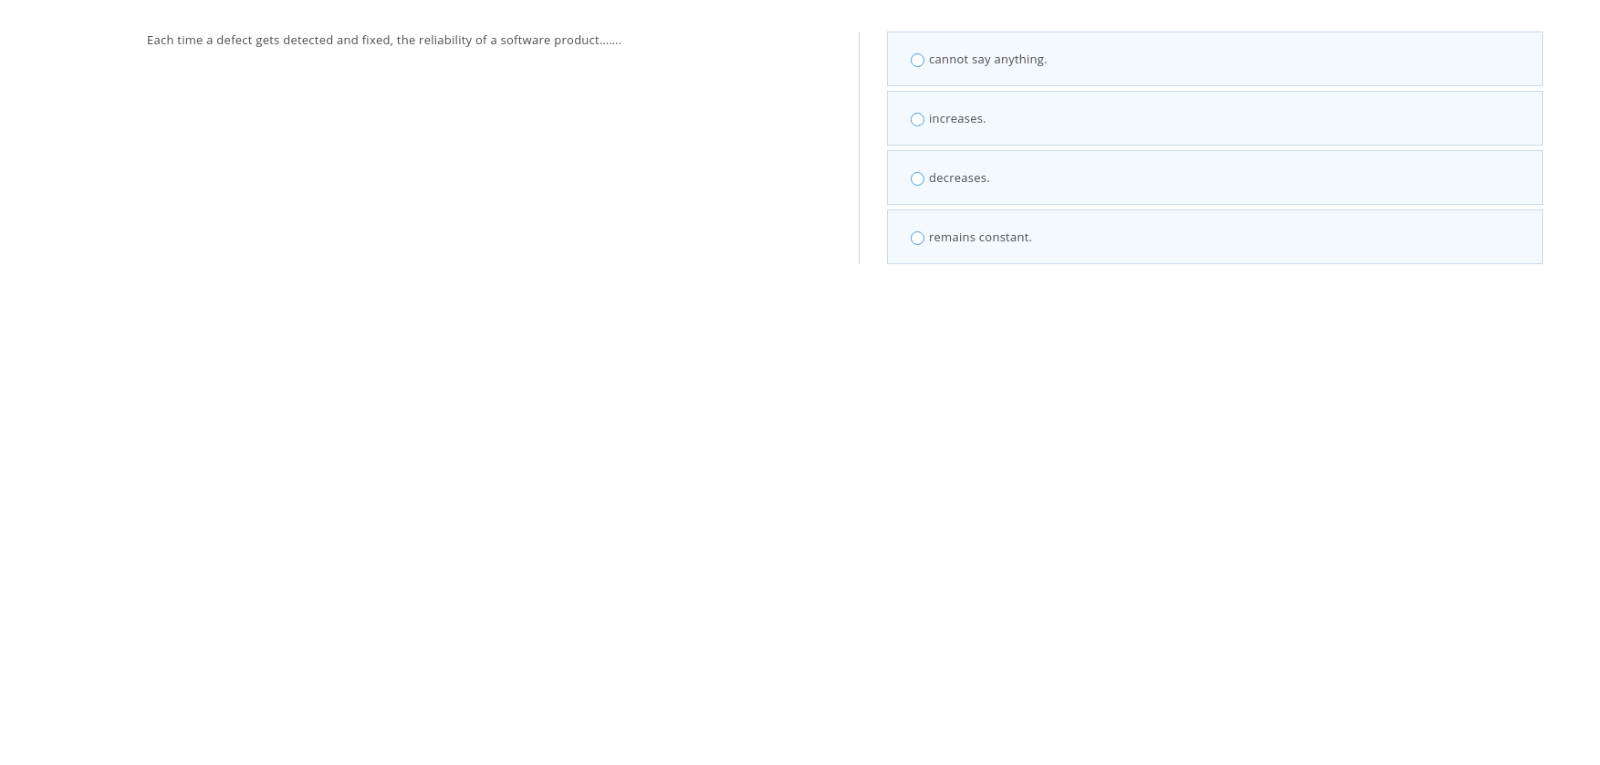 Each time a defect gets detected and fixed, the reliability of a software product.......
cannot say anything.
increases.
decreases.
remains constant.